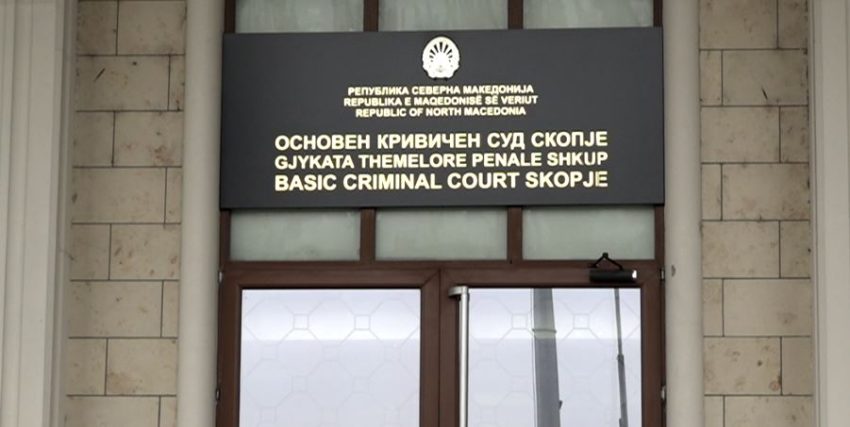 РЕПУБЛИКА СЕВЕРНА МАКЕДОНИЈА
REPUBLIKA E MAQEDONISË SË VERIUT
REPUBLIC OF NORTH MACEDONIA
ОСНОВЕН КРИВИЧЕН СУД СКОПЈЕ
GJYKATA THEMELORE PENALE SHKUP
BASIC CRIMINAL COURT SKOPJE